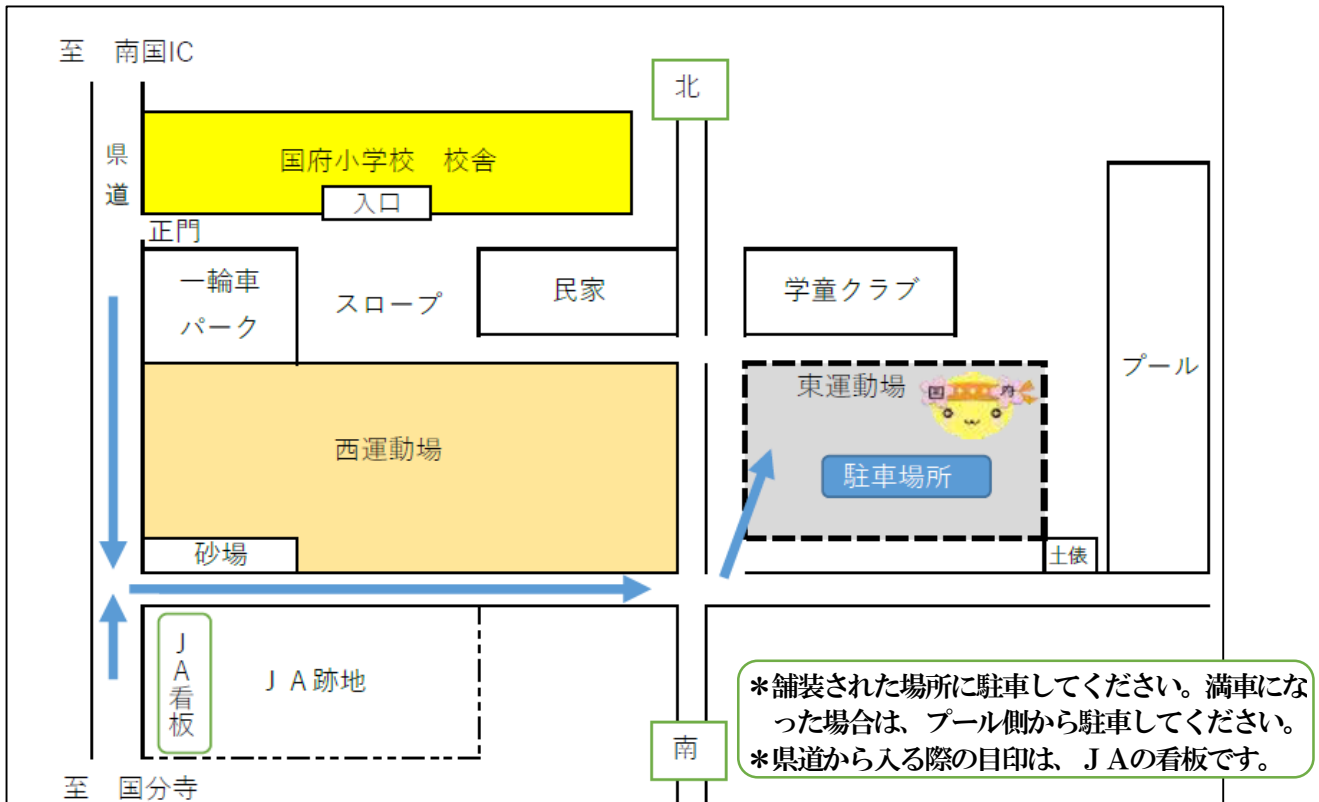 至　南国IC
北
県
道
国府小学校　校舎
入口
正門
一輪車
パーク
スロープ
民家
学童クラブ
プール
東運動場
国　府
西運動場
駐車場所
砂場
土俵
ＪＡ看板
ＪＡ跡地
＊舗装された場所に駐車してください。満車にな
った場合は、プール側から駐車してください。
＊県道から入る際の目印は、ＪＡの看板です。
南
至　国分寺